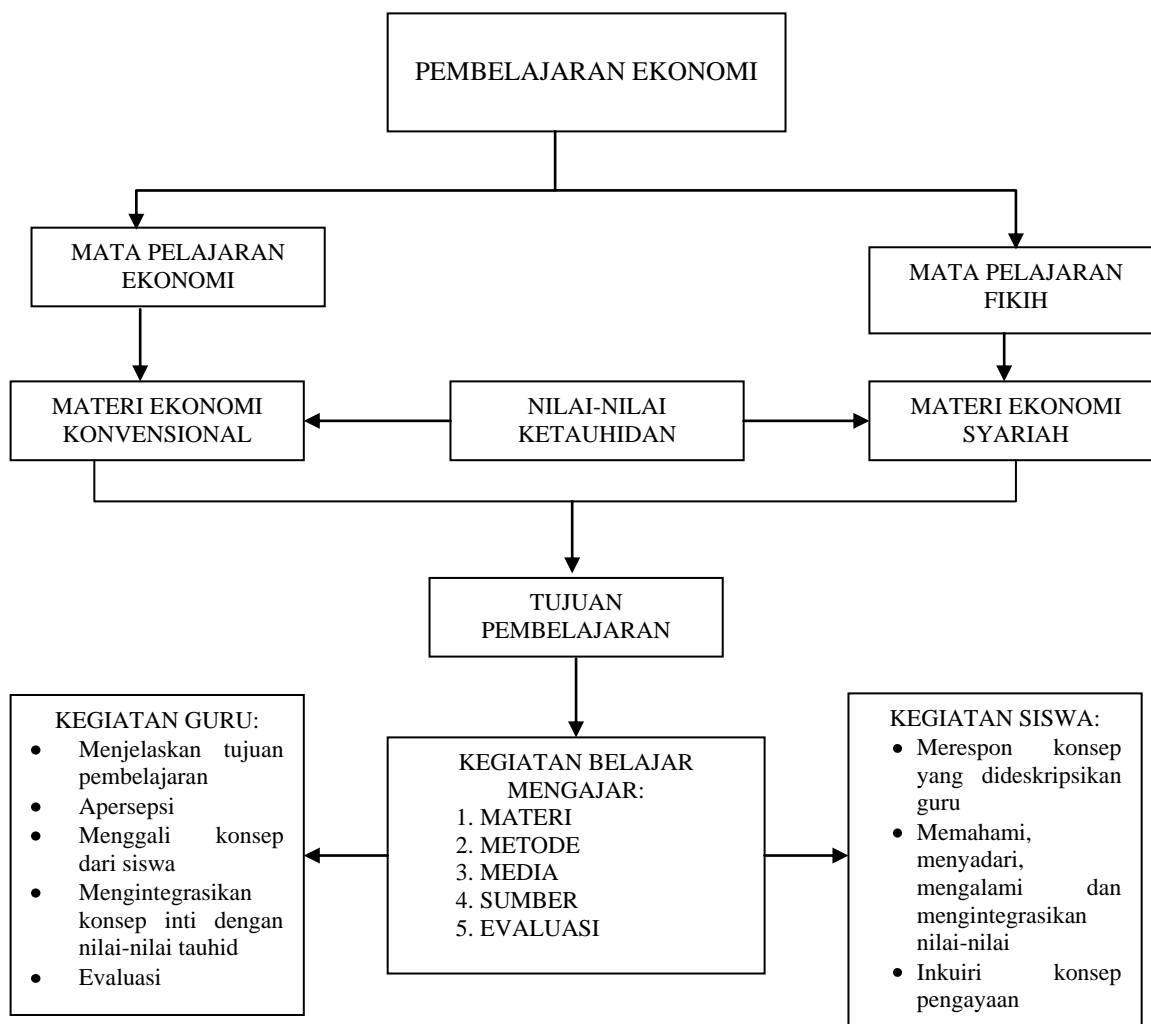 PEMBELAJARAN EKONOMI
MATA PELAJARAN
EKONOMI
MATA PELAJARAN
FIKIH
MATERI EKONOMI
KONVENSIONAL
NILAI-NILAI
KETAUHIDAN
MATERI EKONOMI
SYARIAH
TUJUAN
PEMBELAJARAN
KEGIATAN GURU:
• Menjelaskan tujuan
pembelajaran
• Apersepsi
• Menggali konsep
dari siswa
• Mengintegrasikan
konsep inti dengan
nilai-nilai tauhid
• Evaluasi
KEGIATAN BELAJAR
MENGAJAR:
1. MATERI
2. METODE
3. MEDIA
4. SUMBER
5. EVALUASI
KEGIATAN SISWA:
• Merespon konsep
yang dideskripsikan
guru
• Memahami,
menyadari,
mengalami dan
mengintegrasikan
nilai-nilai
• Inkuiri konsep
pengayaan